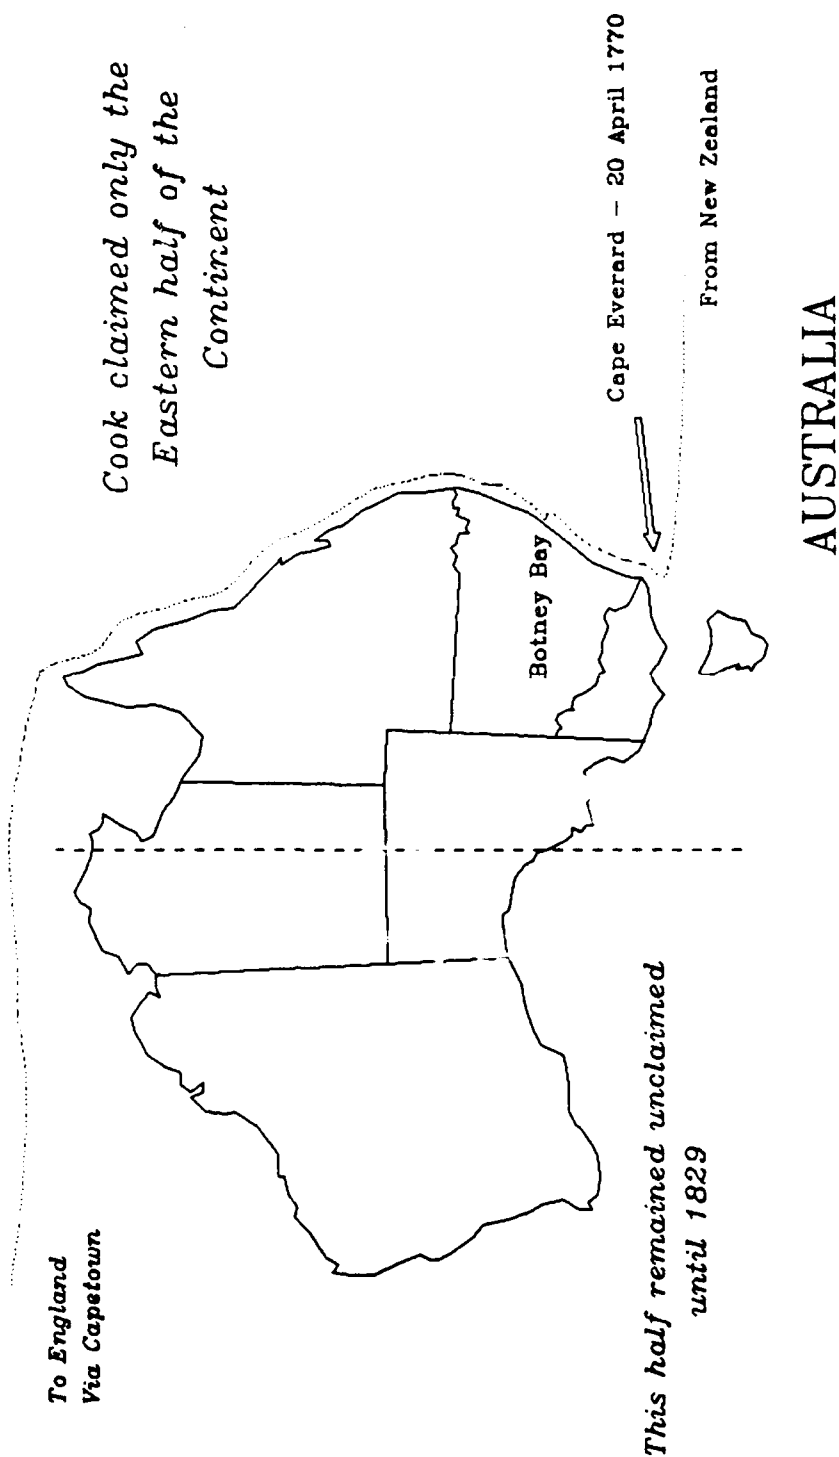 Cook claimed only the
Eastern half of the
Continent
To England
Via Capetown
Botney Bay
Cape Everard - 20 April 1770
From New Zealand
This half remained unclaimed
until 1829
AUSTRALIA